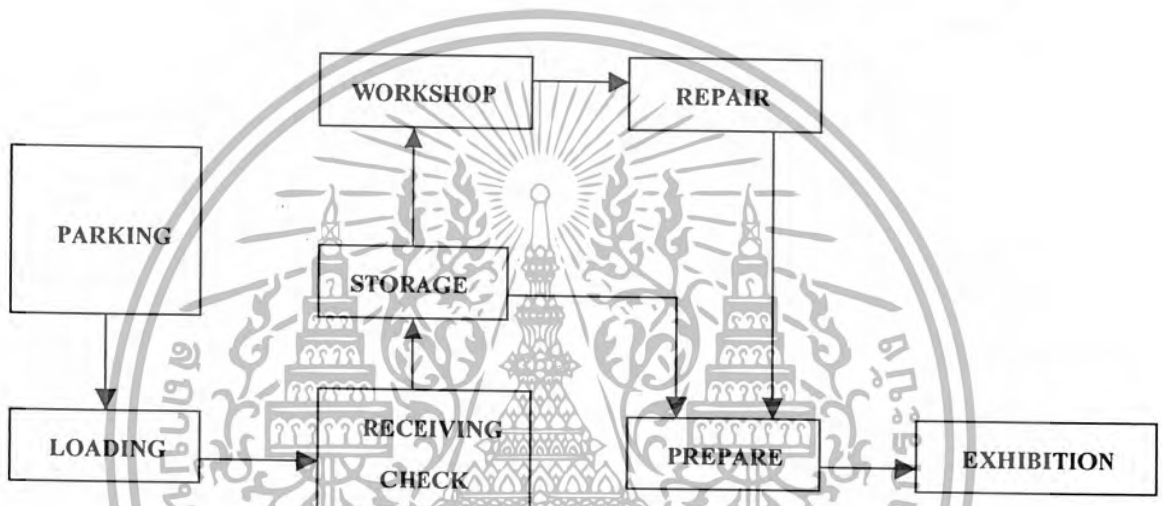 WORKSHOP
REPAIR
PARKING
STORAGE
LOADING
RECEIVING
CHECK
PREPARE
EXHIBITION